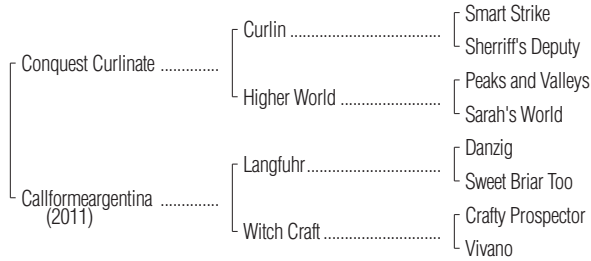 Smart Strike
Curlin ..............................................
Sherriff's Deputy
Conquest Curlinate ..............
Peaks and Valleys
Higher World ..............................
Sarah's World
Danzig
Langfuhr........................................
Sweet Briar Too
Callformeargentina ..............
(2011)
Crafty Prospector
Witch Craft...................................
Vivano